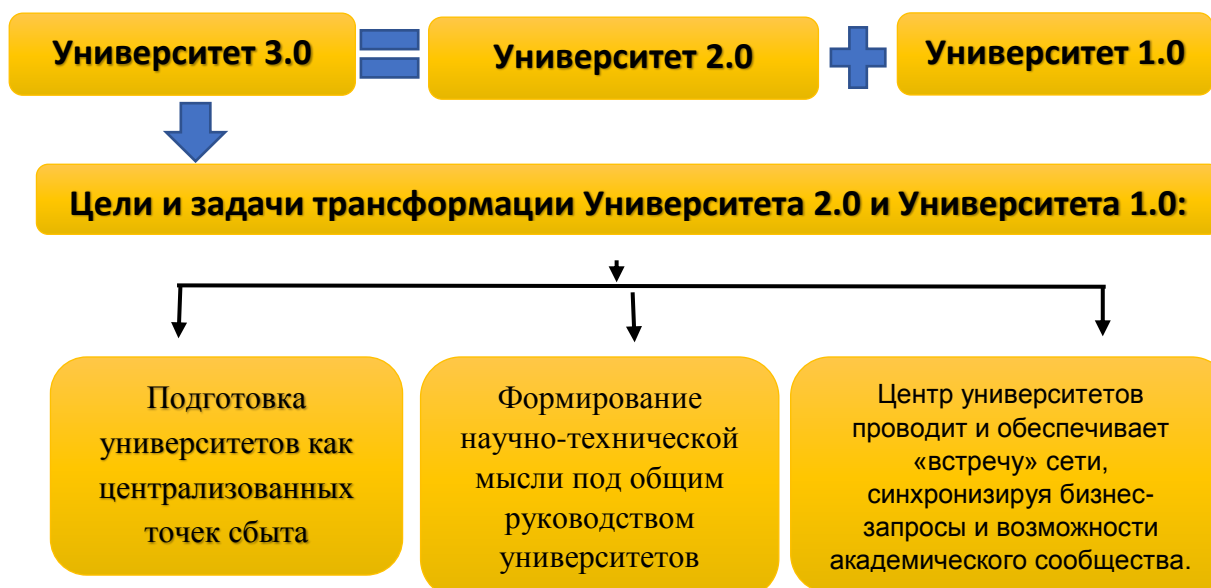 Университет 3.0
Университет 2.0
Университет 1.0
Цели и задачи трансформации Университета 2.0 и Университета 1.0:
Подготовка
университетов как
централизованных
точек сбыта
Формирование
научно-технической
мысли под общим
руководством
университетов
Центр университетов
проводит и обеспечивает
«встречу» сети,
синхронизируя бизнес-
запросы и возможности
академического сообщества.